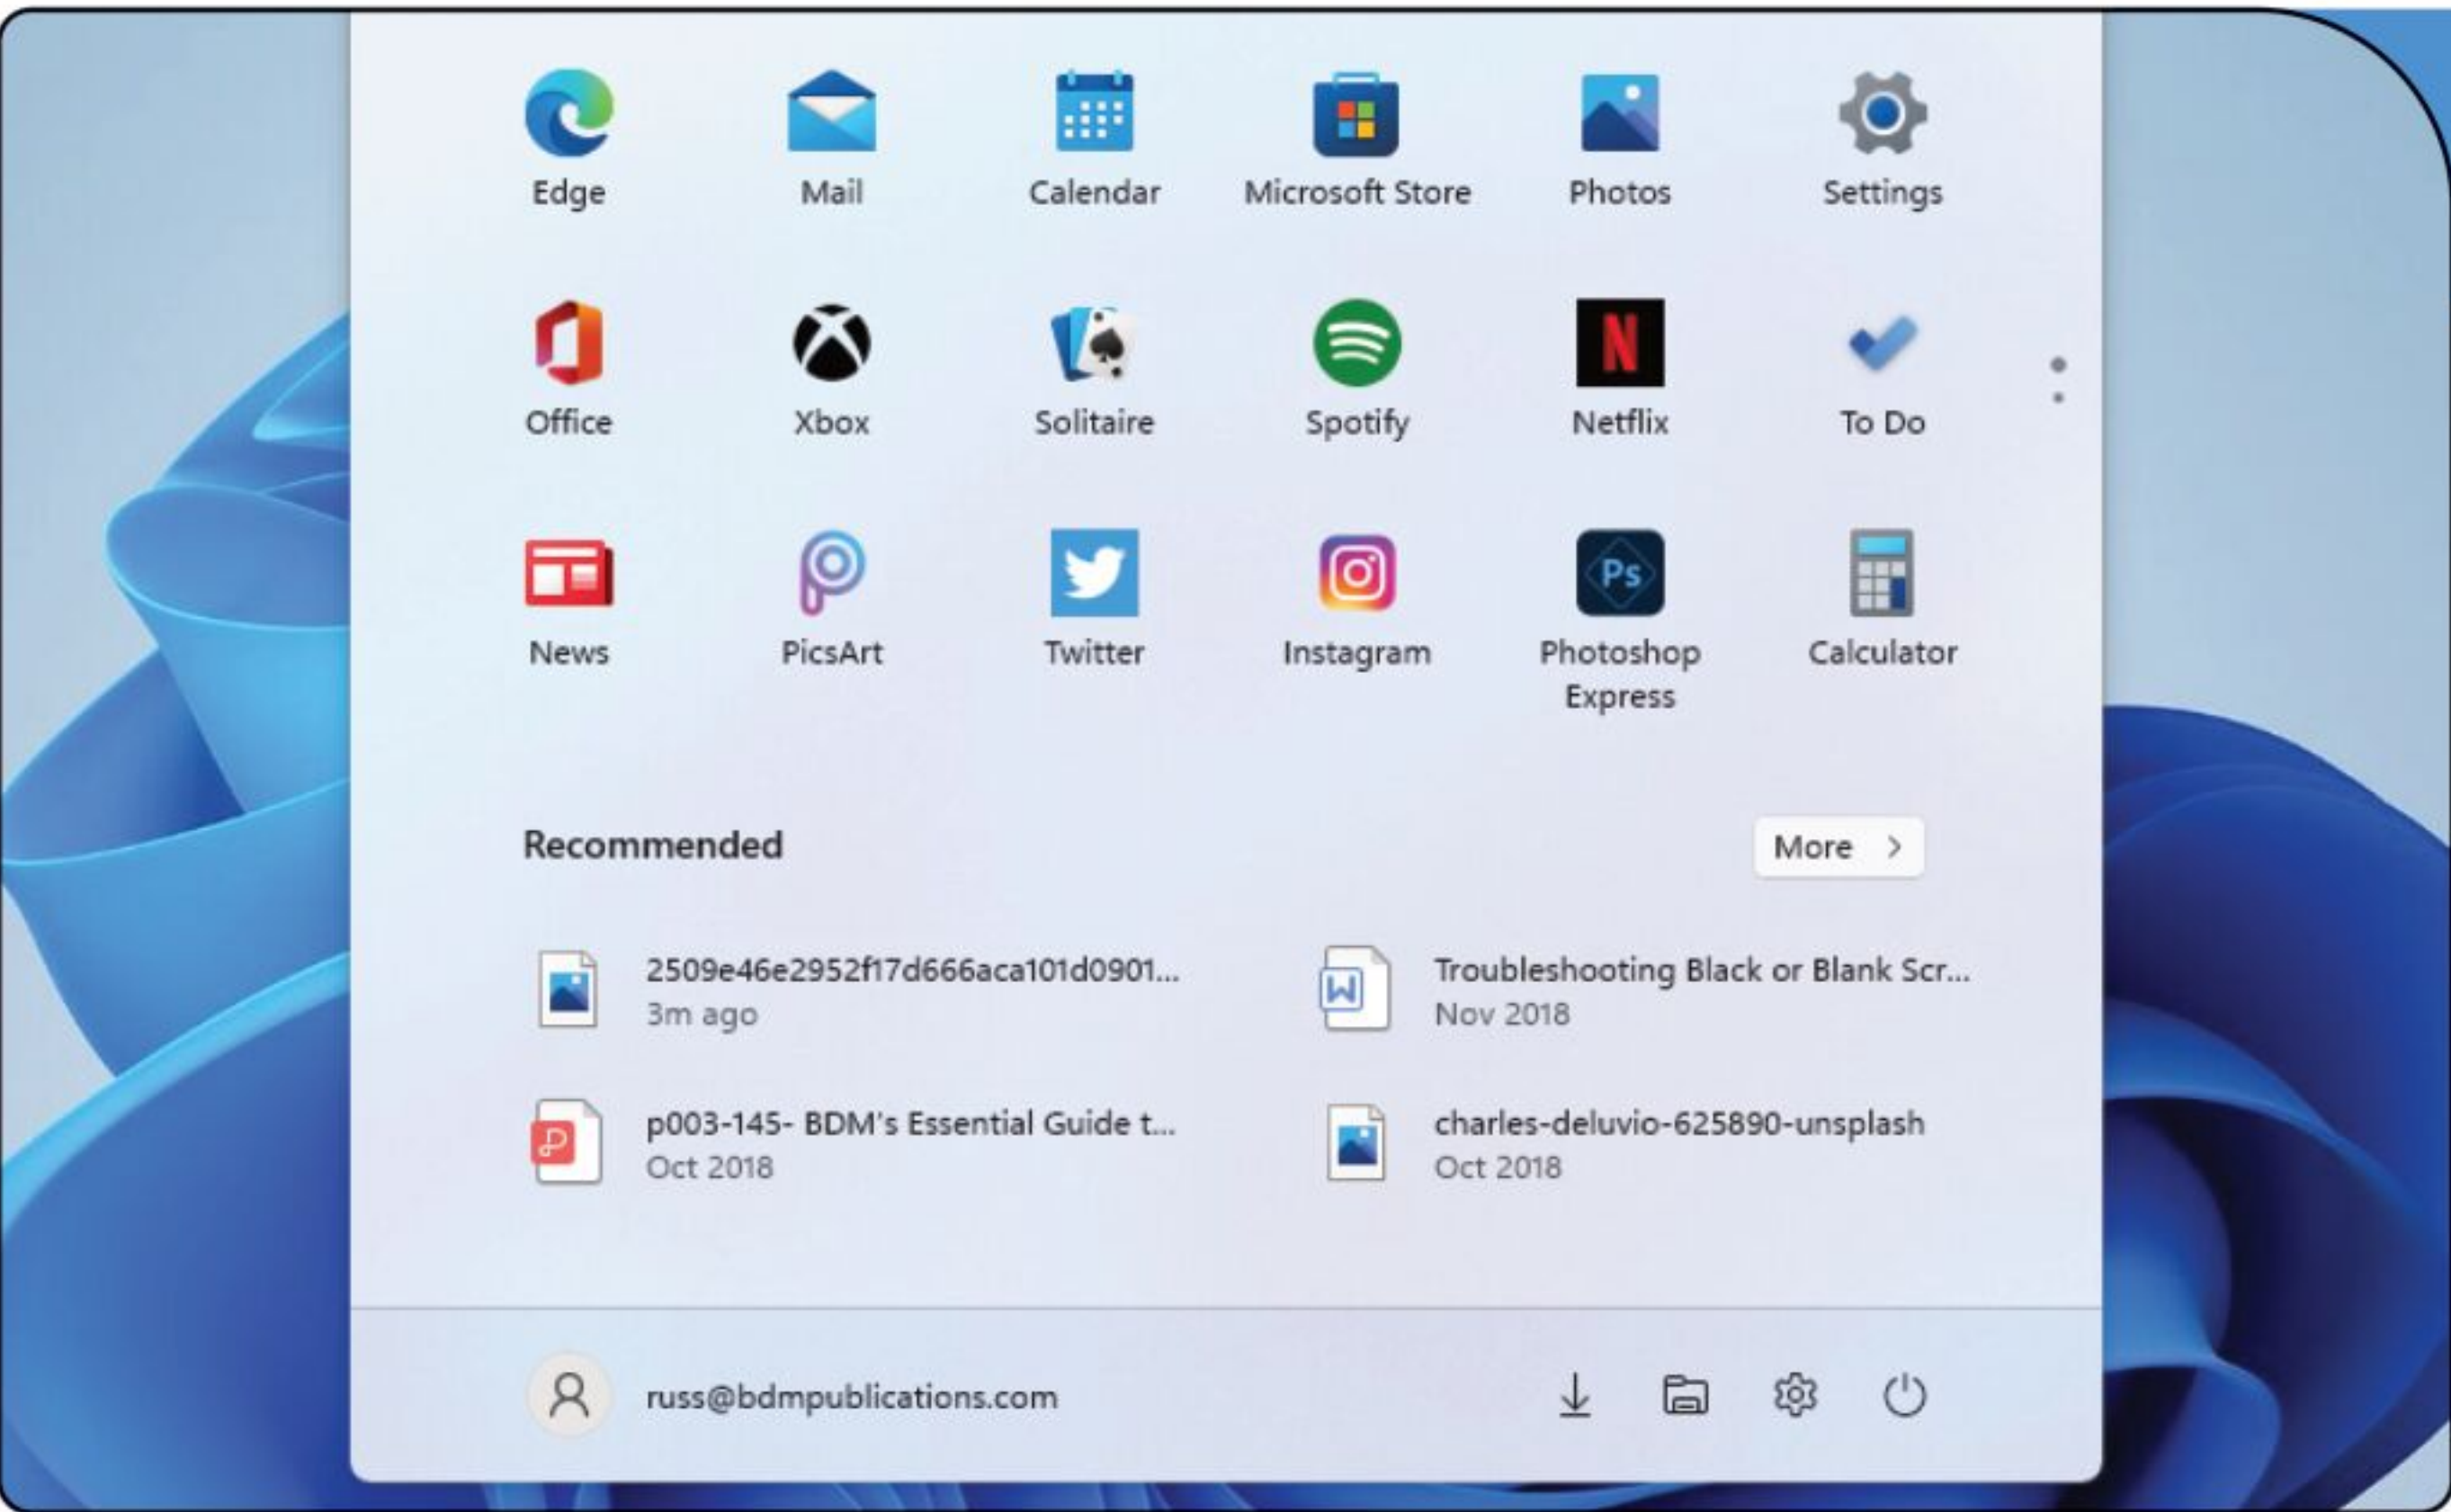 Edge Mail Calendar Microsoft Store Photos Settings
Office Xbox Solitaire Spotify Netflix To Do
Ps
News PicsArt Twitter Instagram Photoshop Calculator
Express
Recommended
More
2509e46e2952f17d666aca101d0901...
3m ago
Troubleshooting Black or Blank Scr...
Nov 2018
p003-145- BDM's Essential Guide t...
Oct 2018
charles-deluvio-625890-unsplash
Oct 2018
russ@bdmpublications.com